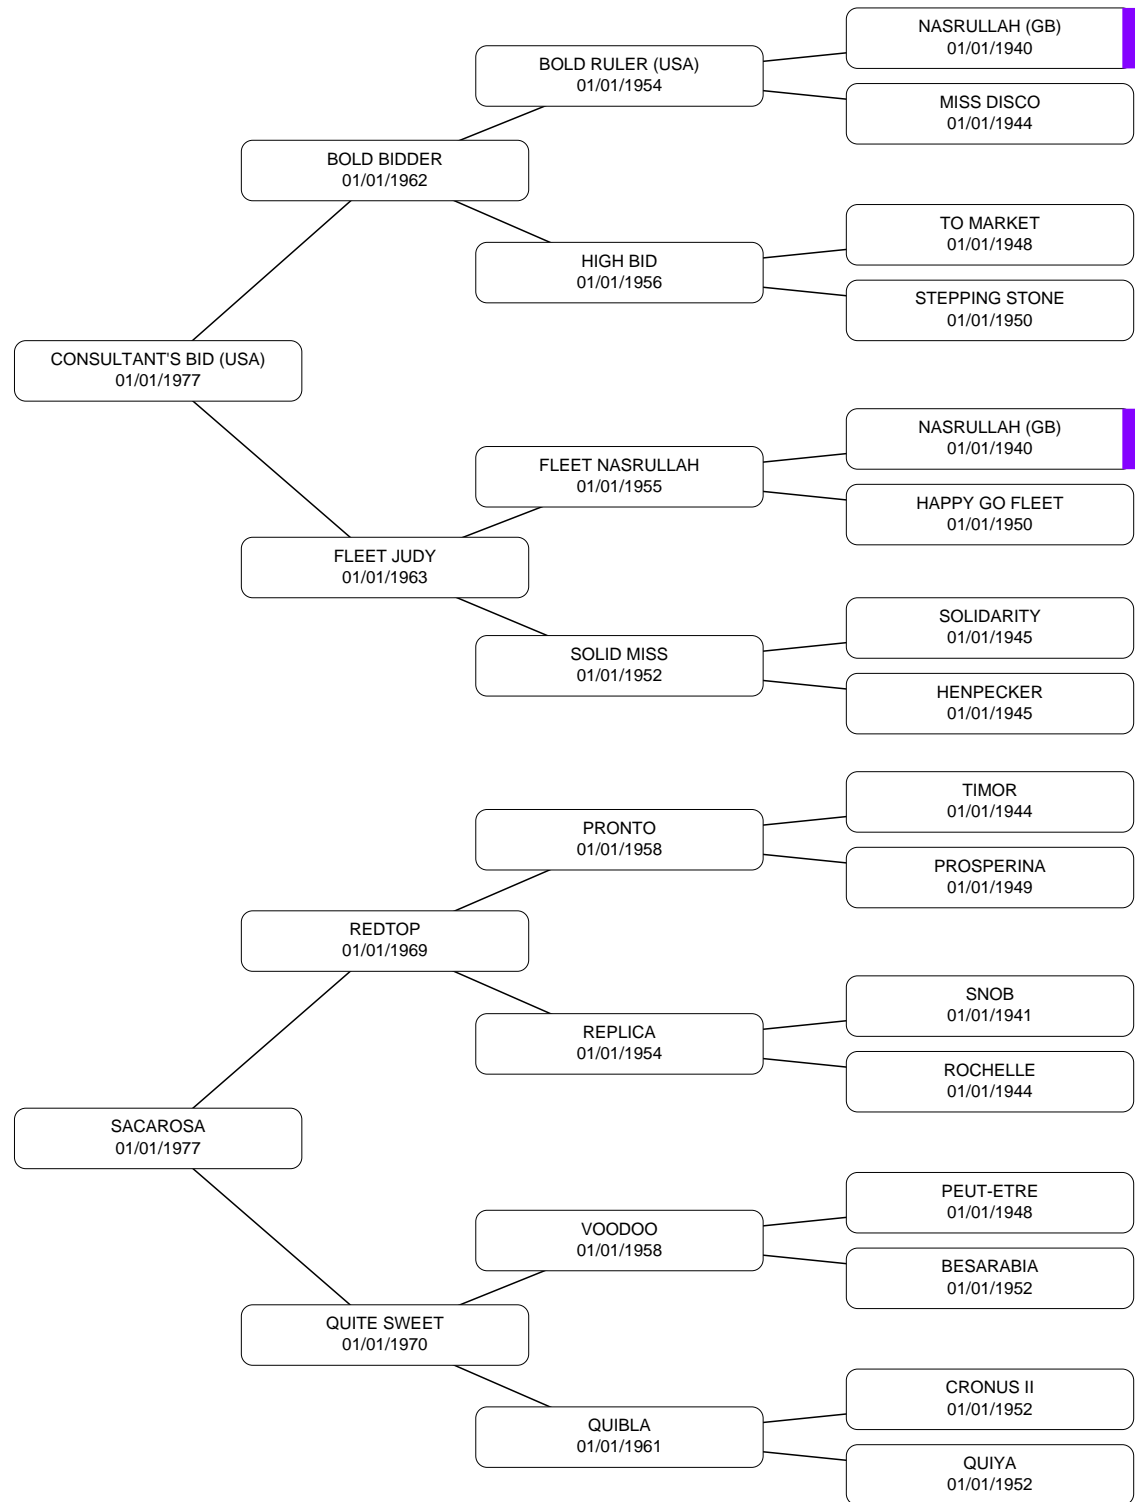 NASRULLAH (GB)
01/01/1940
BOLD RULER (USA)
01/01/1954
MISS DISCO
01/01/1944
BOLD BIDDER
01/01/1962
TO MARKET
01/01/1948
HIGH BID
01/01/1956
STEPPING STONE
01/01/1950
CONSULTANT'S BID (USA)
01/01/1977
NASRULLAH (GB)
01/01/1940
FLEET NASRULLAH
01/01/1955
HAPPY GO FLEET
01/01/1950
FLEET JUDY
01/01/1963
SOLIDARITY
01/01/1945
SOLID MISS
01/01/1952
HENPECKER
01/01/1945
TIMOR
01/01/1944
PRONTO
01/01/1958
PROSPERINA
01/01/1949
REDTOP
01/01/1969
SNOB
01/01/1941
REPLICA
01/01/1954
ROCHELLE
01/01/1944
SACAROSA
01/01/1977
PEUT-ETRE
01/01/1948
VOODOO
01/01/1958
BESARABIA
01/01/1952
QUITE SWEET
01/01/1970
CRONUS II
01/01/1952
QUIBLA
01/01/1961
QUIYA
01/01/1952